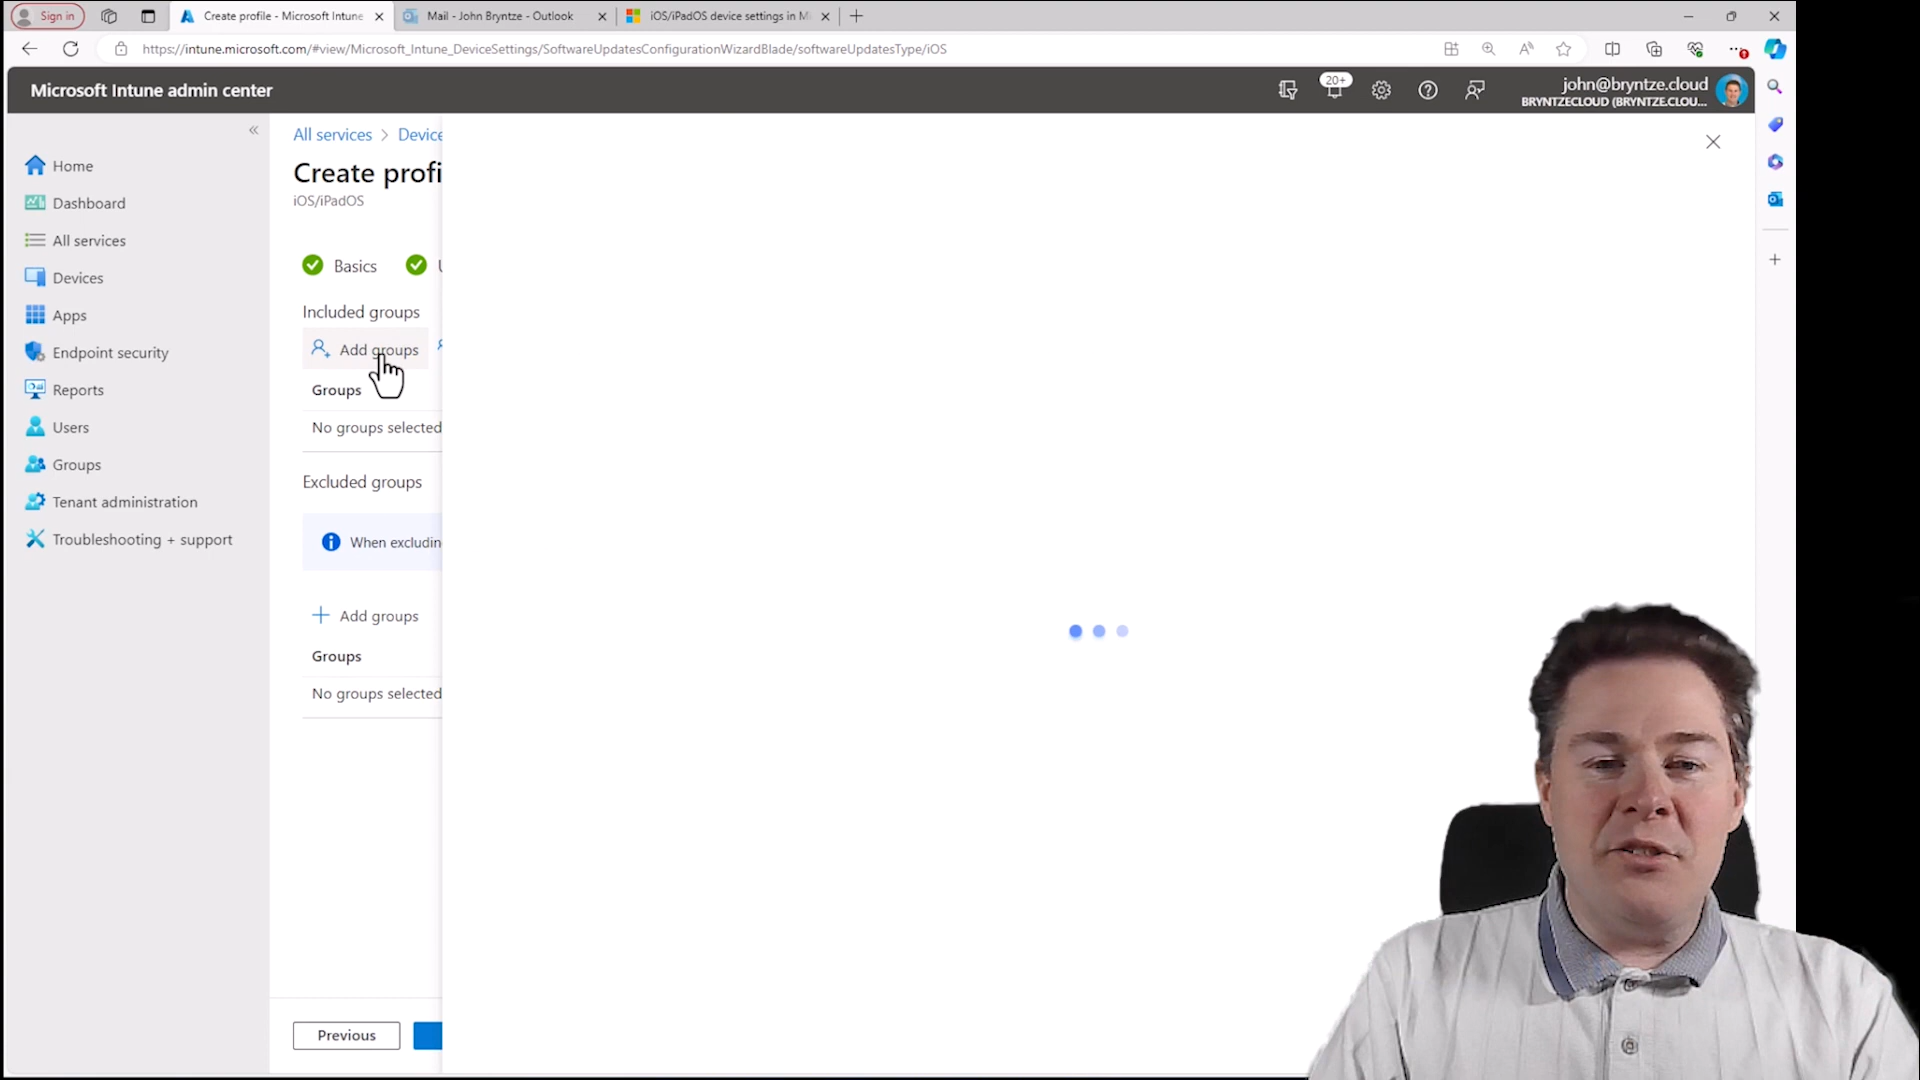 Sign in
Create profile - Microsoft Intune
Mail - John Bryntze - Outlook
iOS/iPadOS device settings in Mi
https://intune.microsoft.com/#view/Microsoft_Intune_DeviceSettings/SoftwareUpdatesConfigurationWizardBlade/softwareUpdatesType/iOS
Microsoft Intune admin center
20+
john@bryntze.cloud
BRYNTZECLOUD (BRYNTZE.CLOU...
All services > Device
Create profi
iOS/iPadOS
Home
Dashboard
All services
Devices
Apps
Endpoint security
Reports
Users
Groups
Tenant administration
Troubleshooting + support
Basics
Included groups
Add groups
Groups
No groups selected
Excluded groups
When excludin
Add groups
Groups
No groups selected
Previous